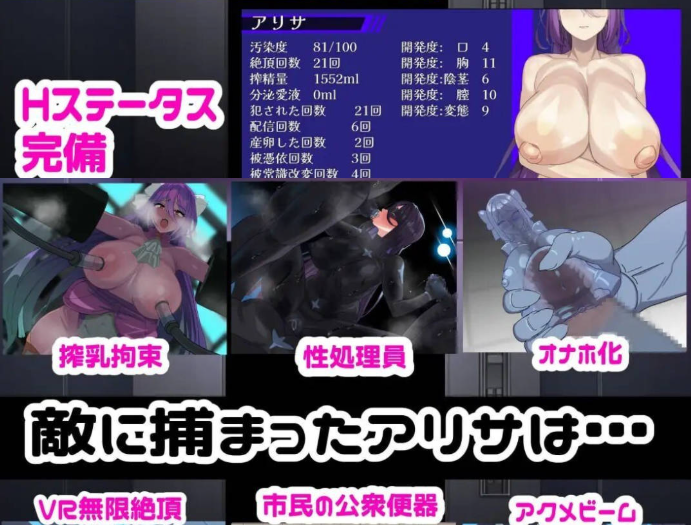 アリサ
汚染度 81/100 開発度: 口 4
絶頂回数 21回 開発度: 胸 11
搾精量 1552ml 開発度:陰茎 6
分泌愛液 0ml 開発度: 膣 10
犯された回数 21回 開発度:変態 9
配信回数 6回
産卵した回数 2回
被憑依回数 3回
被常識改変回数 4回
Hステータス
完備
搾乳拘束
性処理員
オナホ化
敵に捕まったアリサは…
VR無限絶頂
市民の公衆便器
アクメビーム